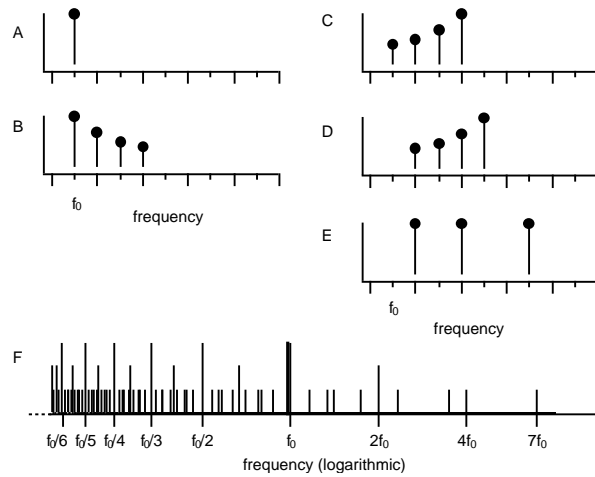 A
B
f₀
frequency
C
D
E
f₀
frequency
F
f₀/6 f₀/5 f₀/4 f₀/3 f₀/2 f₀ 2f₀ 4f₀ 7f₀
frequency (logarithmic)